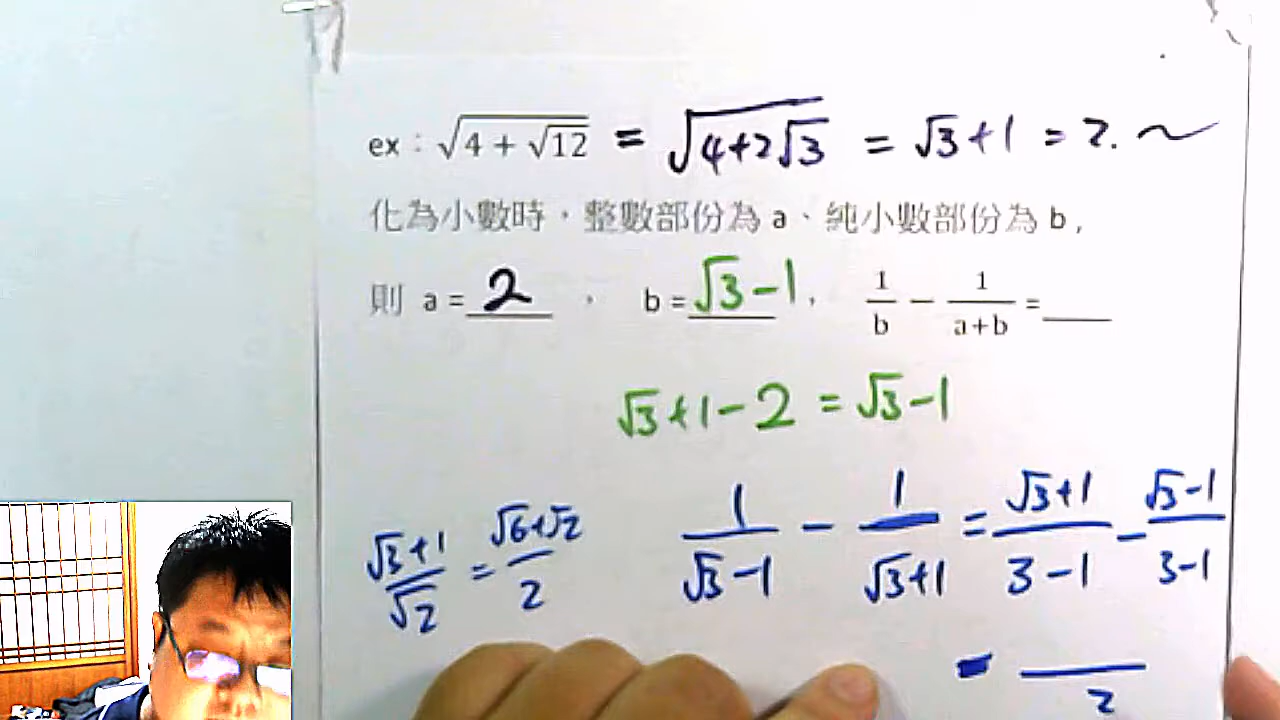 ex：√(4+√12) = √(4+2√3) = √3+1 = 2.～
化為小數時，整數部份為 a、純小數部份為 b，
則 a = 2 ， b = √3-1 ， 1/b - 1/(a+b) = ____
√3+1-2 = √3-1
(√3+1)/√2 = (√6+√2)/2
1/(√3-1) - 1/(√3+1) = (√3+1)/(3-1) - (√3-1)/(3-1)
= ____/2